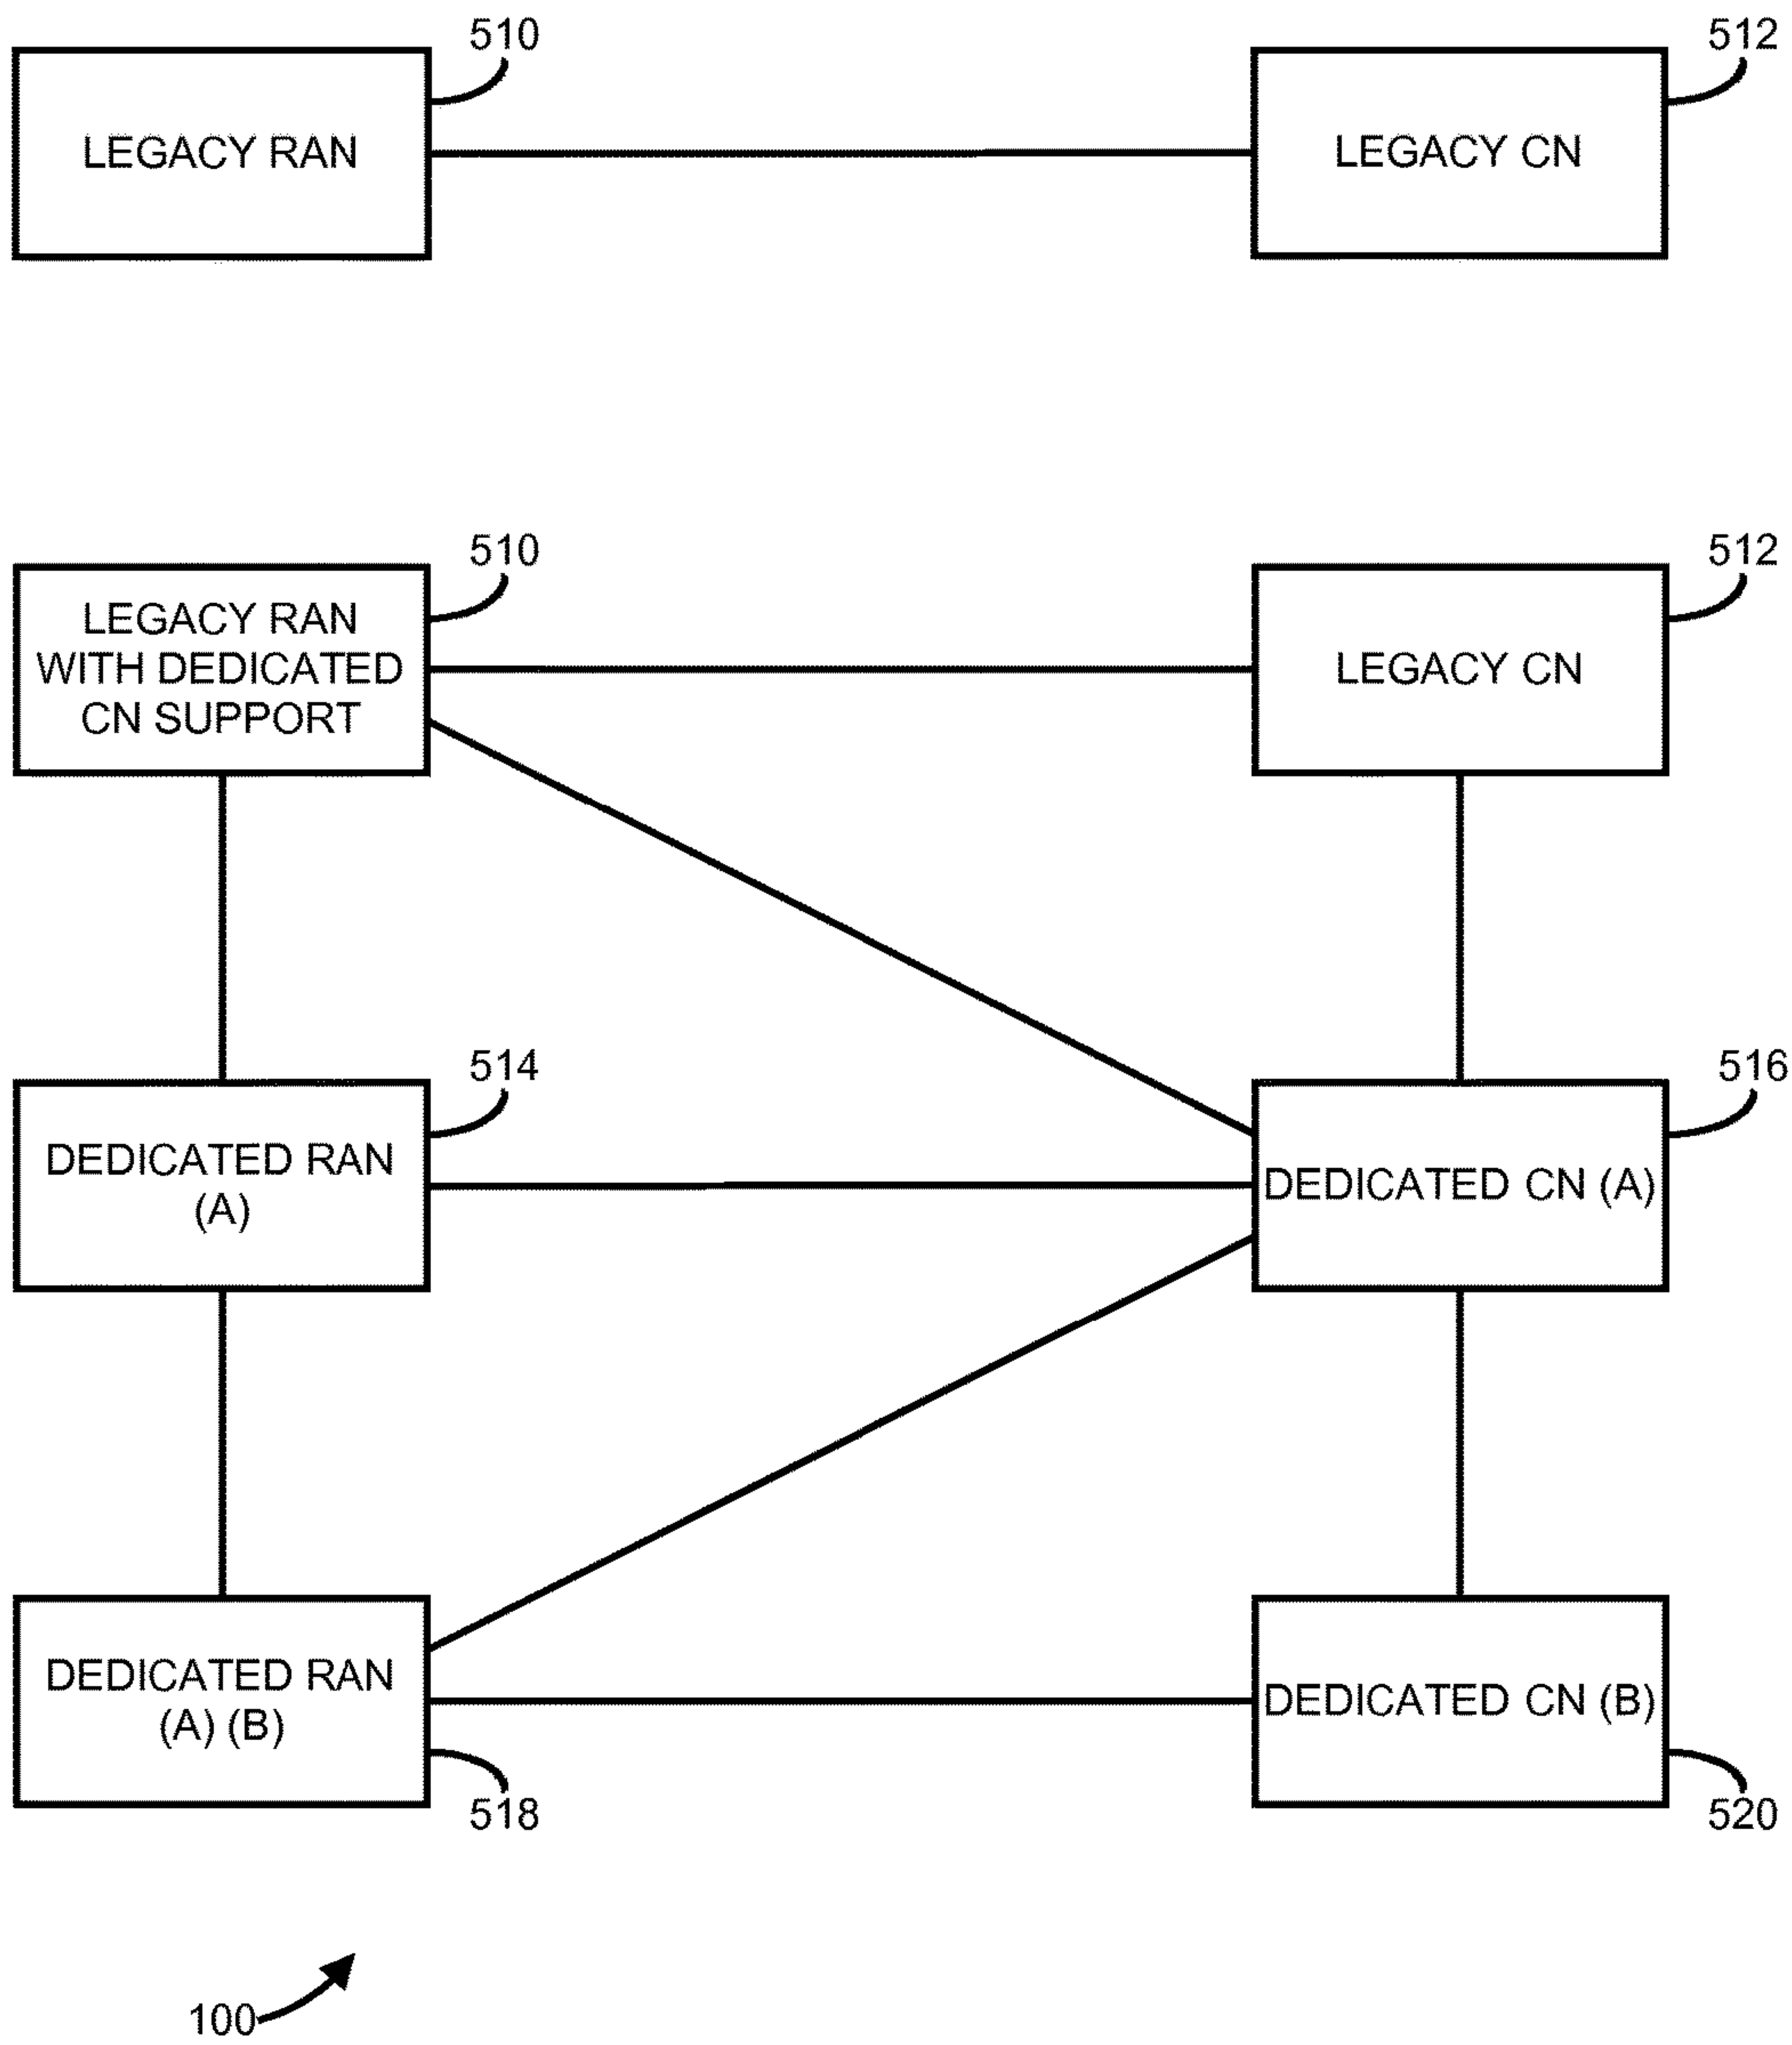 510
512
LEGACY RAN
LEGACY CN
510
512
LEGACY RAN
WITH DEDICATED
CN SUPPORT
LEGACY CN
514
516
DEDICATED RAN
(A)
DEDICATED CN (A)
DEDICATED RAN
(A) (B)
DEDICATED CN (B)
518
520
100